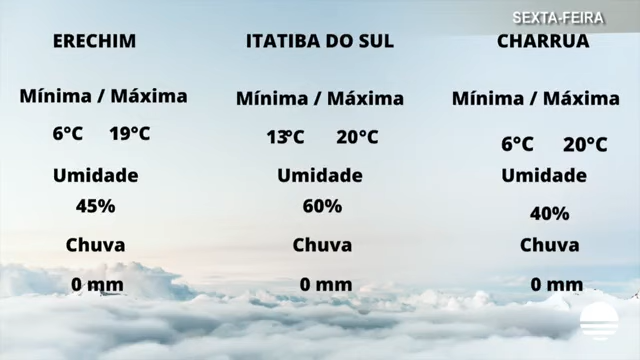 SEXTA-FEIRA
ERECHIM
Mínima / Máxima
6°C 19°C
Umidade
45%
Chuva
0 mm
ITATIBA DO SUL
Mínima / Máxima
13°C 20°C
Umidade
60%
Chuva
0 mm
CHARRUA
Mínima / Máxima
6°C 20°C
Umidade
40%
Chuva
0 mm